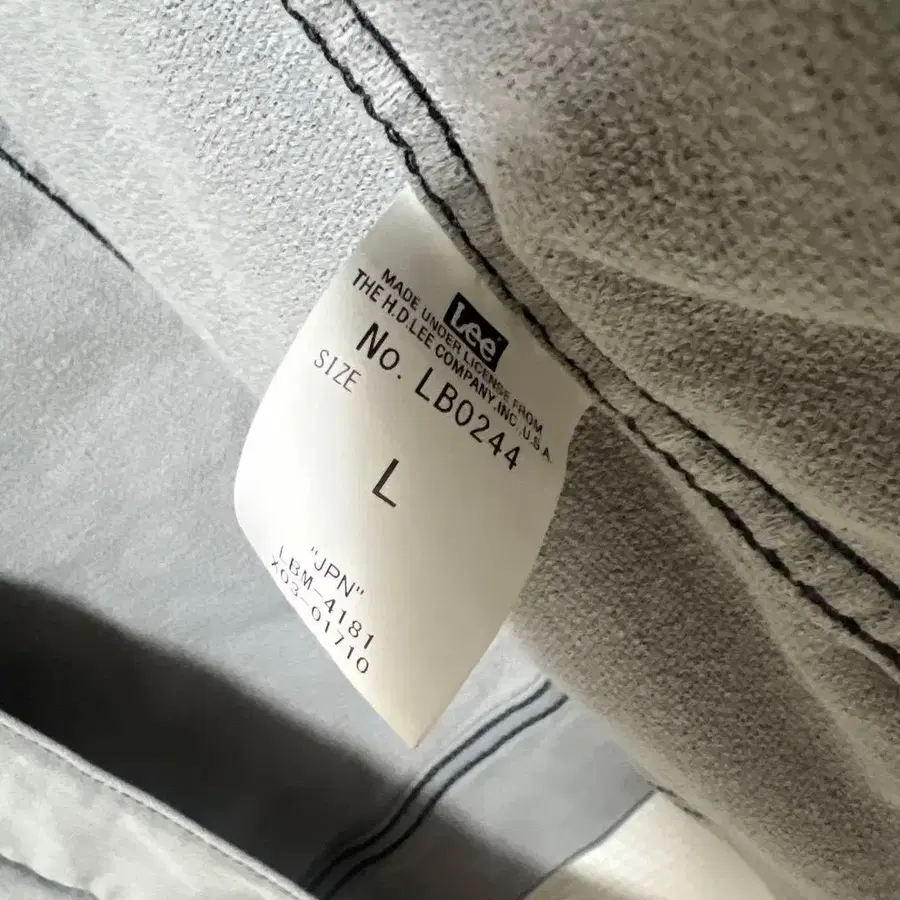 Lee
MADE UNDER LICENSE FROM
THE H.D.LEE COMPANY,INC.,U.S.A.
No. LB0244
SIZE
L
"JPN"
LBM-4181
X03-01710